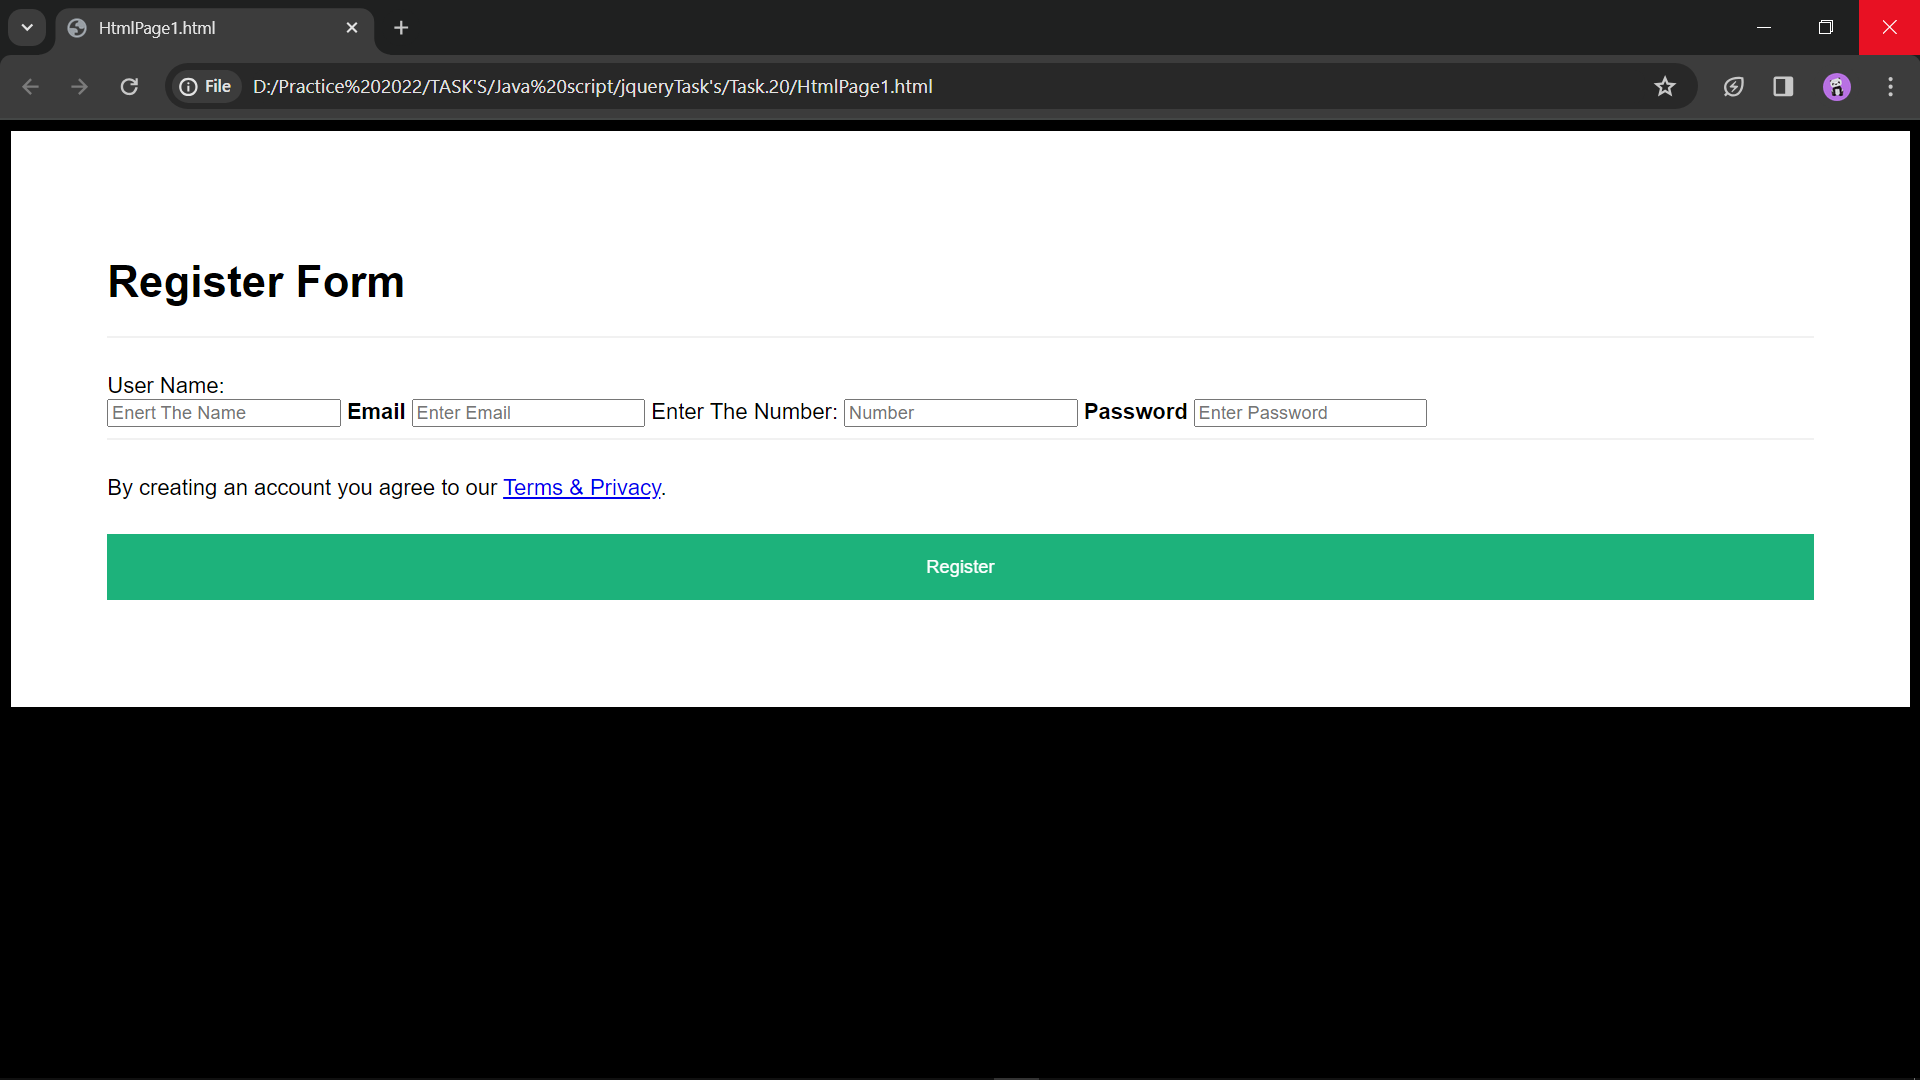 HtmlPage1.html
File D:/Practice%202022/TASK'S/Java%20script/jqueryTask's/Task.20/HtmlPage1.html
Register Form
User Name:
Enert The Name Email Enter Email Enter The Number: Number Password Enter Password
By creating an account you agree to our Terms & Privacy.
Register